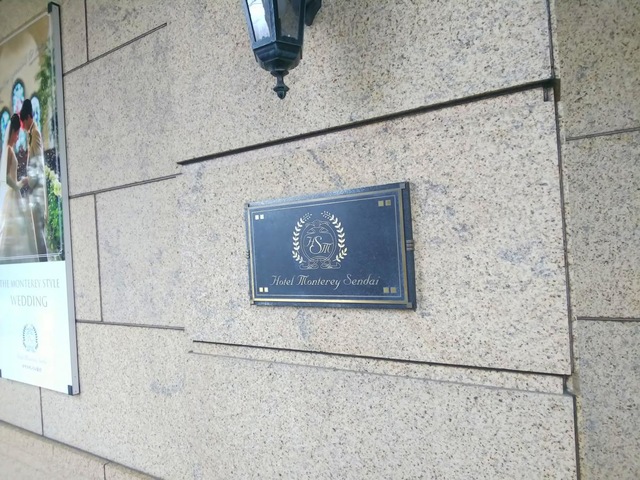 THE MONTEREY STYLE
WEDDING
HSM
Hotel Monterey Sendai